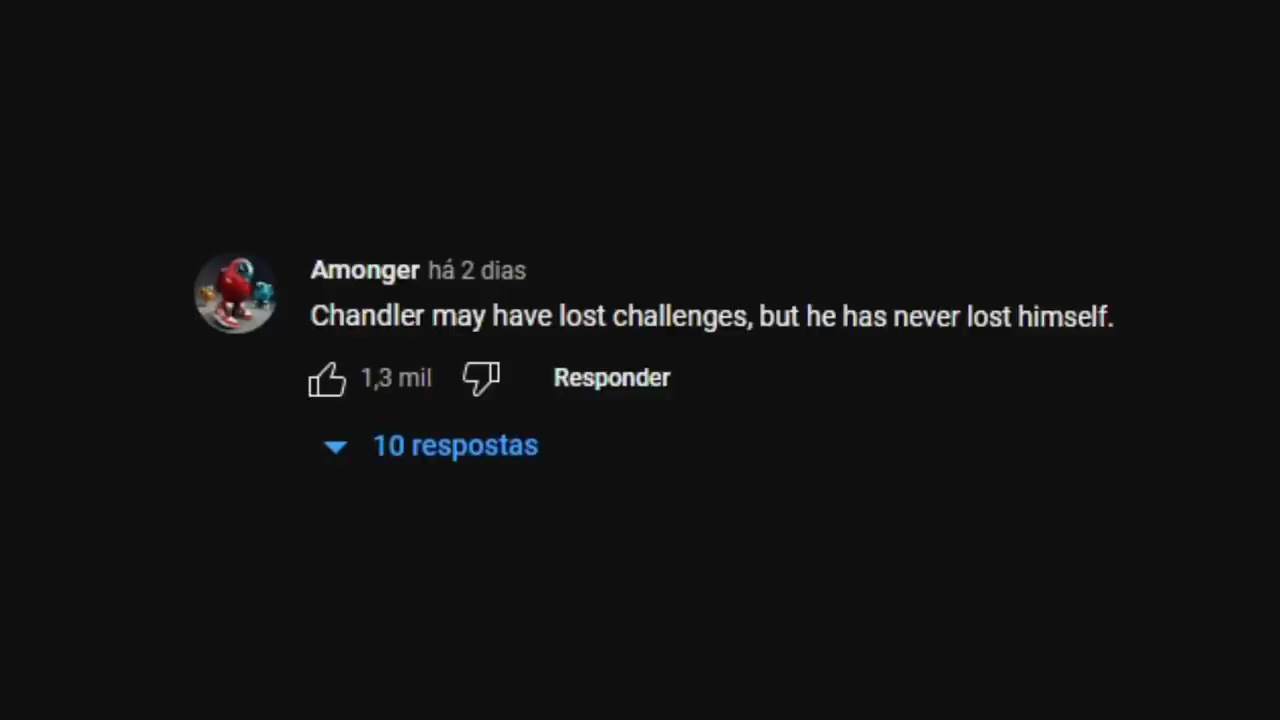 Amonger há 2 dias
Chandler may have lost challenges, but he has never lost himself.
1,3 mil Responder
10 respostas